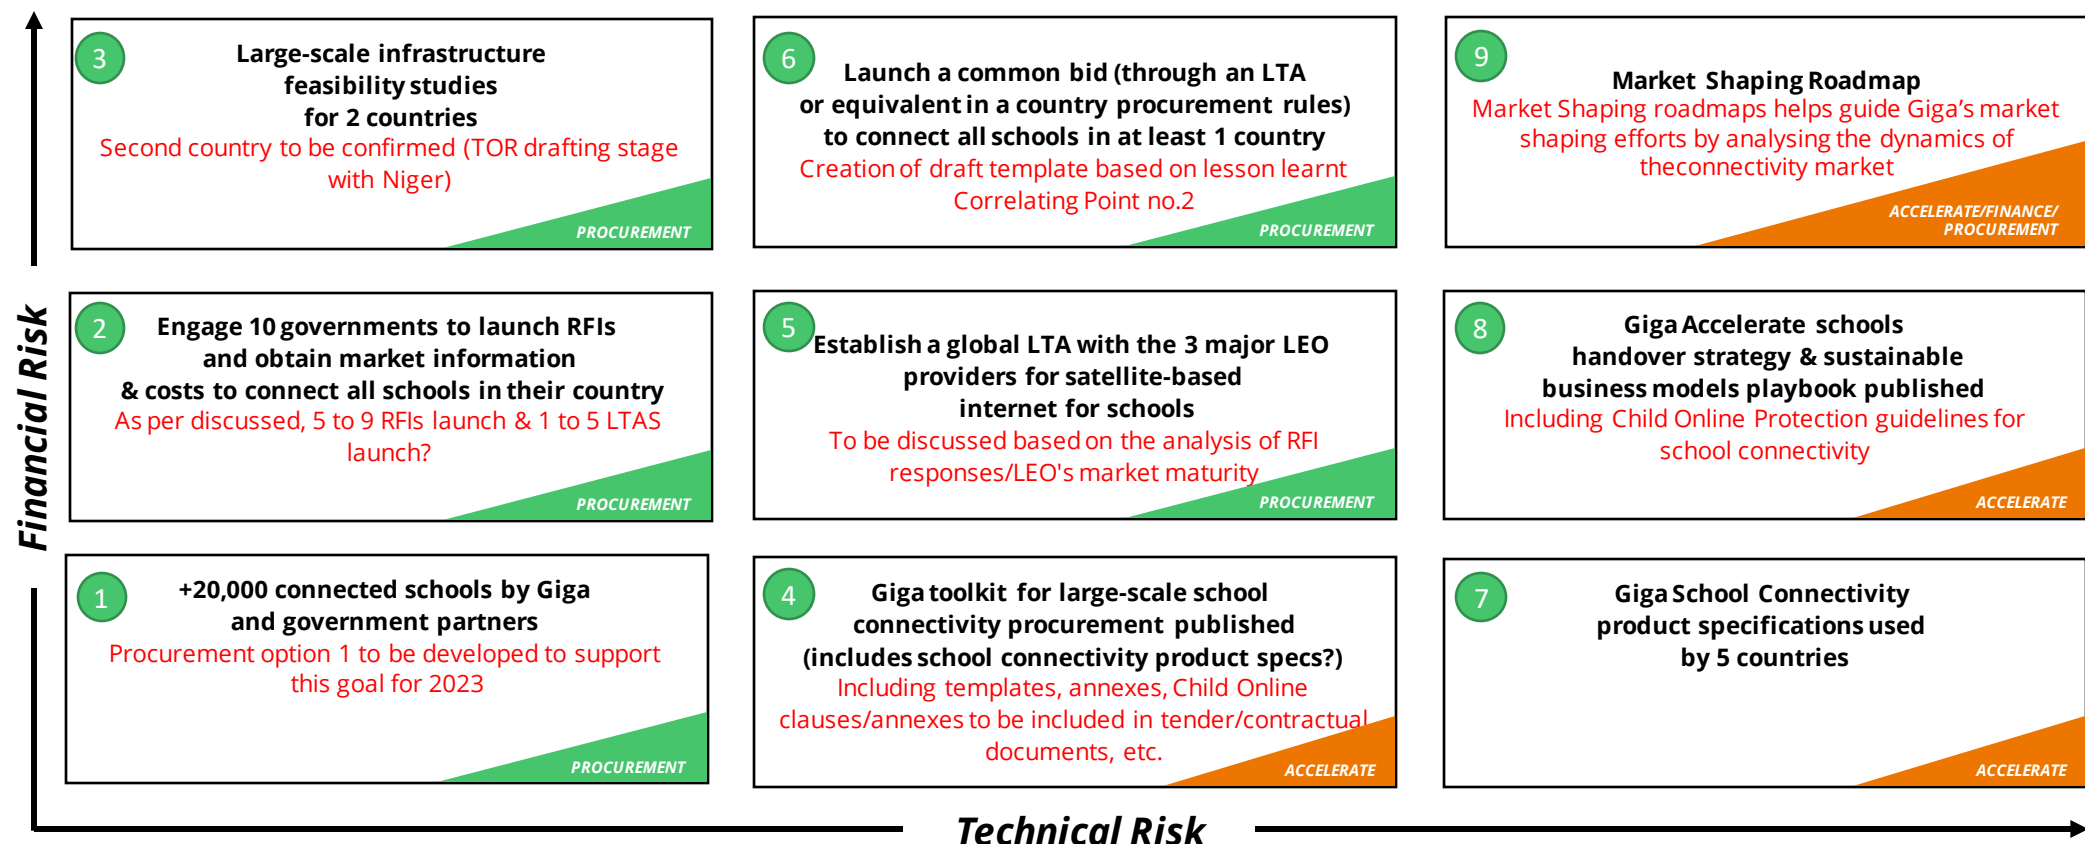 3
Large-scale infrastructure
feasibility studies
for 2 countries
Second country to be confirmed (TOR drafting stage
with Niger)
PROCUREMENT
6
Launch a common bid (through an LTA
or equivalent in a country procurement rules)
to connect all schools in at least 1 country
Creation of draft template based on lesson learnt
Correlating Point no.2
PROCUREMENT
9
Market Shaping Roadmap
Market Shaping roadmaps helps guide Giga's market
shaping efforts by analysing the dynamics of
theconnectivity market
ACCELERATE/FINANCE/
PROCUREMENT
Financial Risk
2
Engage 10 governments to launch RFIs
and obtain market information
& costs to connect all schools in their country
As per discussed, 5 to 9 RFIs launch & 1 to 5 LTAS
launch?
PROCUREMENT
5
Establish a global LTA with the 3 major LEO
providers for satellite-based
internet for schools
To be discussed based on the analysis of RFI
responses/LEO's market maturity
PROCUREMENT
8
Giga Accelerate schools
handover strategy & sustainable
business models playbook published
Including Child Online Protection guidelines for
school connectivity
ACCELERATE
1
+20,000 connected schools by Giga
and government partners
Procurement option 1 to be developed to support
this goal for 2023
PROCUREMENT
4
Giga toolkit for large-scale school
connectivity procurement published
(includes school connectivity product specs?)
Including templates, annexes, Child Online
clauses/annexes to be included in tender/contractual
documents, etc.
ACCELERATE
7
Giga School Connectivity
product specifications used
by 5 countries
ACCELERATE
Technical Risk